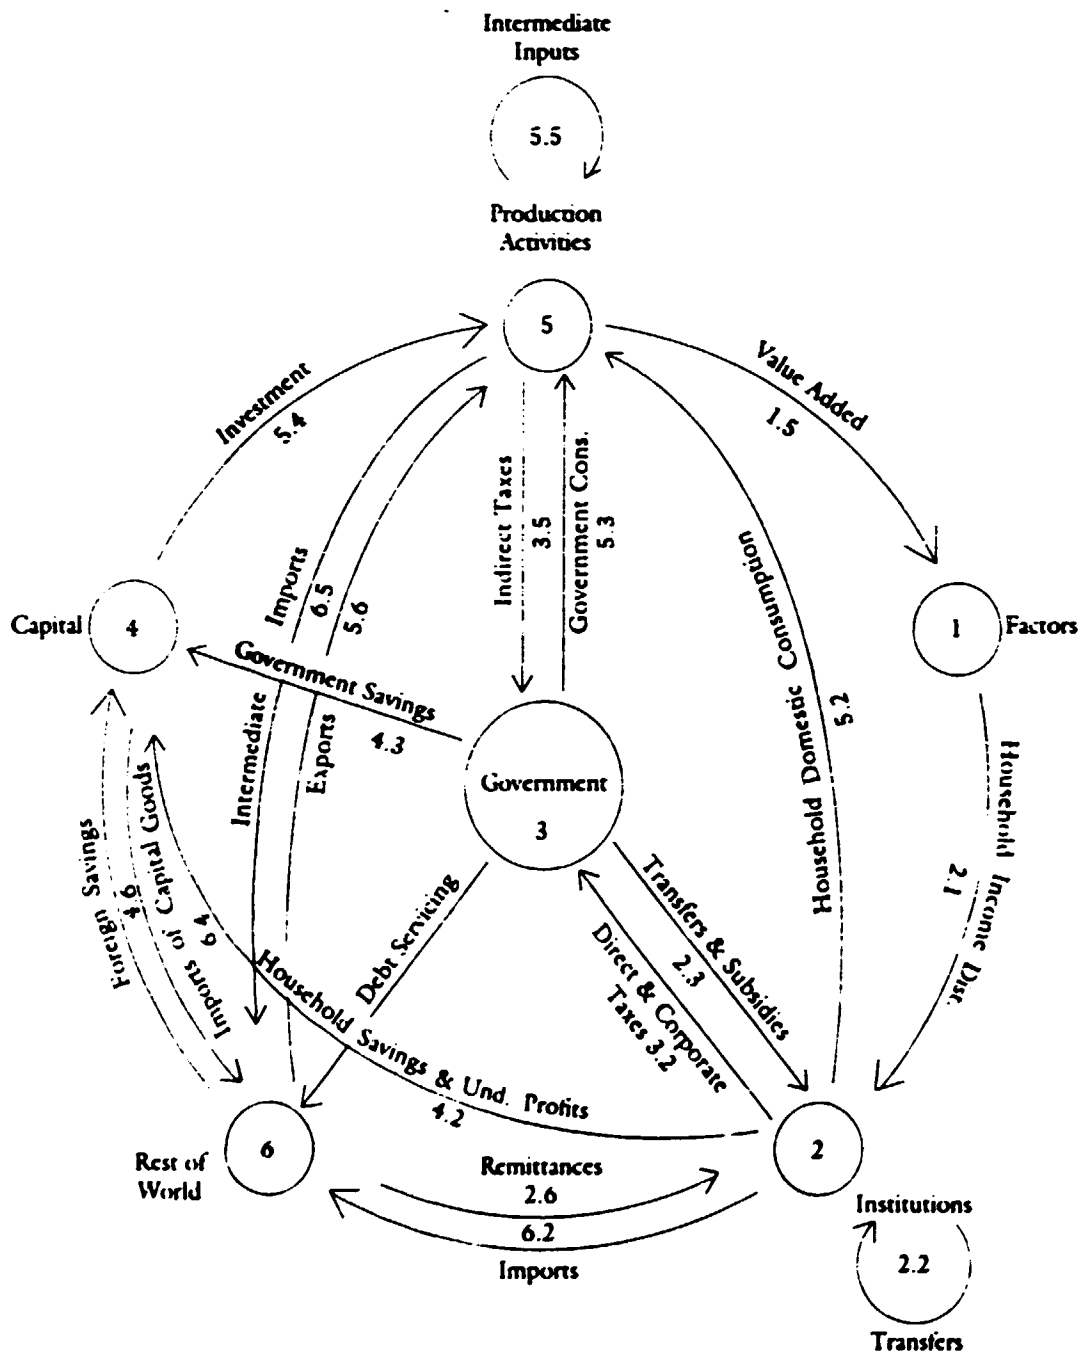 Intermediate
Inputs
5.5
Production
Activities
5
Investment
5.4
Value Added
1.5
Indirect Taxes
3.5
Government Cons.
5.3
Intermediate Imports
6.5
5.6
Exports
Household Domestic Consumption
5.2
Capital
4
1
Factors
Government Savings
4.3
Government
3
Household Income Dist.
2.1
Foreign Savings
4.6
Imports of Capital Goods
6.4
Debt Servicing
Transfers & Subsidies
2.3
Direct & Corporate
Taxes 3.2
Household Savings & Und. Profits
4.2
6
Rest of
World
2
Institutions
Remittances
2.6
6.2
Imports
2.2
Transfers